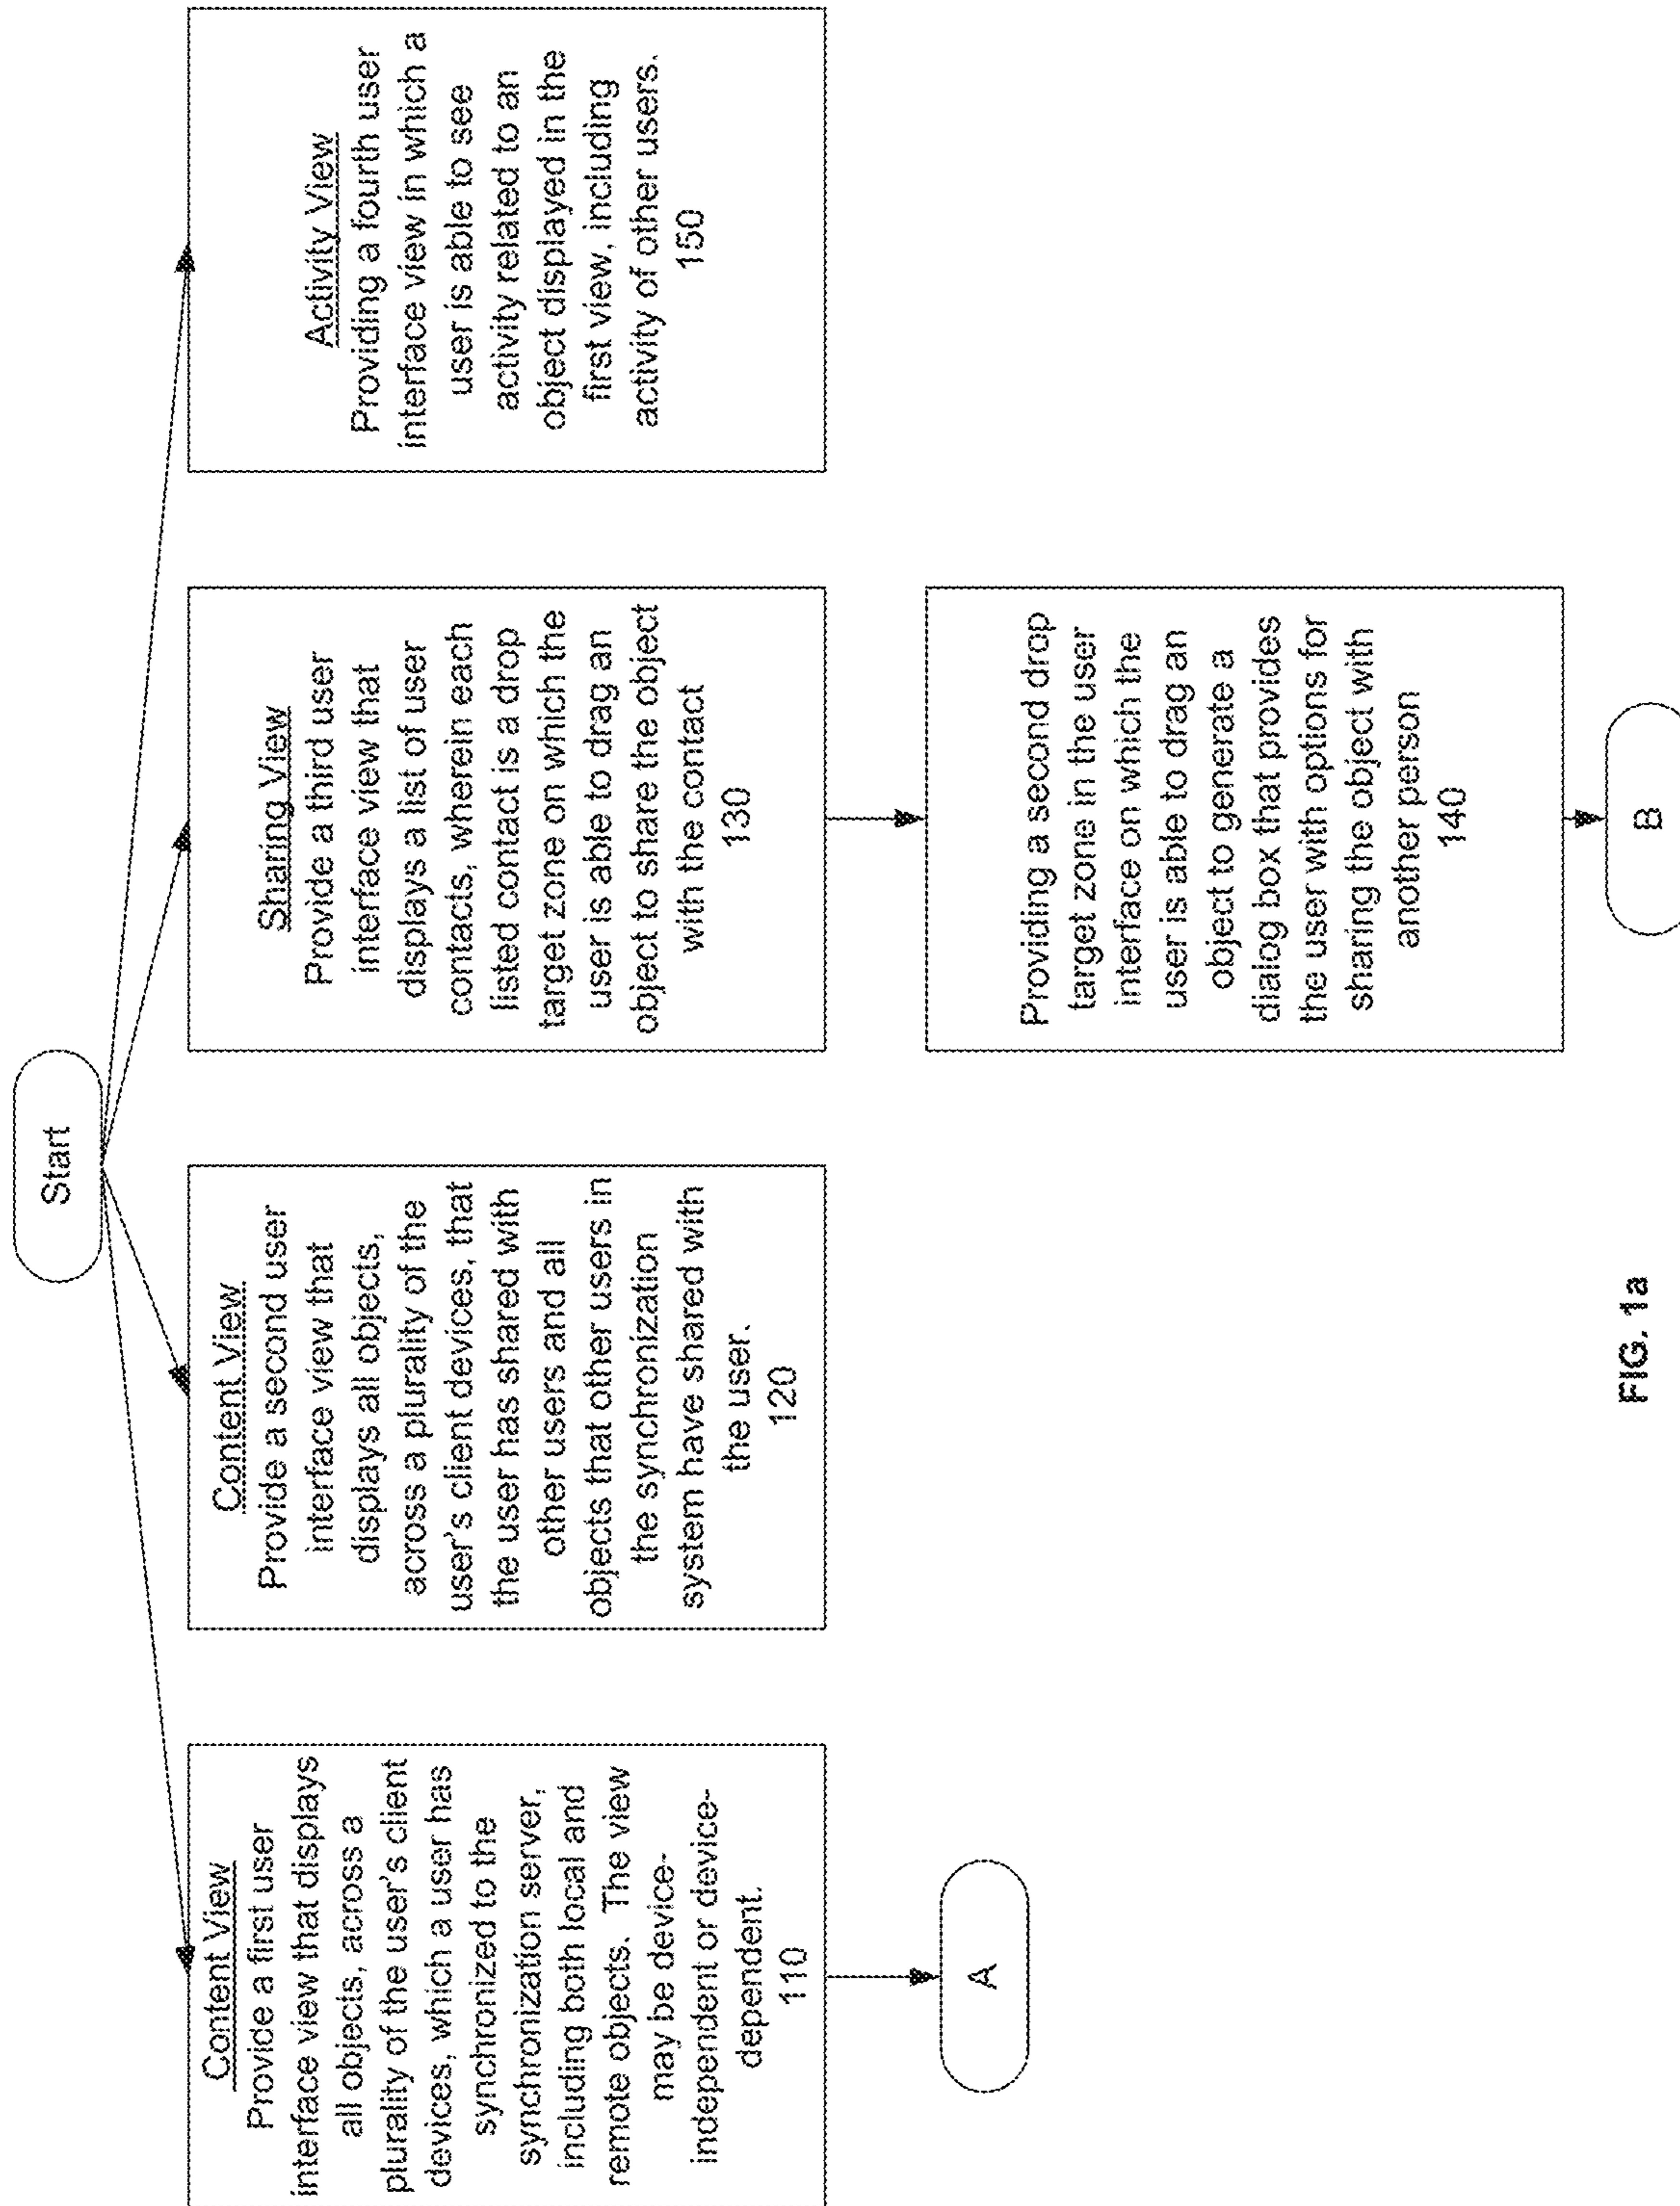 Start
Content View
Provide a first user
interface view that displays
all objects, across a
plurality of the user's client
devices, which a user has
synchronized to the
synchronization server,
including both local and
remote objects. The view
may be device-
independent or device-
dependent.
110
A
Content View
Provide a second user
interface view that
displays all objects,
across a plurality of the
user's client devices, that
the user has shared with
other users and all
objects that other users in
the synchronization
system have shared with
the user.
120
Sharing View
Provide a third user
interface view that
displays a list of user
contacts, wherein each
listed contact is a drop
target zone on which the
user is able to drag an
object to share the object
with the contact
130
Providing a second drop
target zone in the user
interface on which the
user is able to drag an
object to generate a
dialog box that provides
the user with options for
sharing the object with
another person
140
B
Activity View
Providing a fourth user
interface view in which a
user is able to see
activity related to an
object displayed in the
first view, including
activity of other users.
150
FIG. 1a